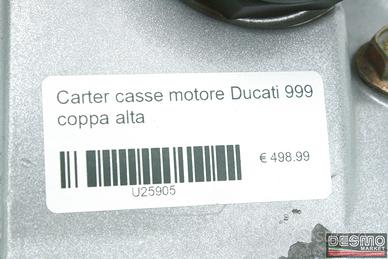 Carter casse motore Ducati 999
coppa alta
€ 498.99
U25905
DESMO
MARKET